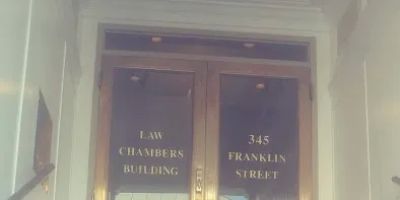 LAW
CHAMBERS
BUILDING
345
FRANKLIN
STREET